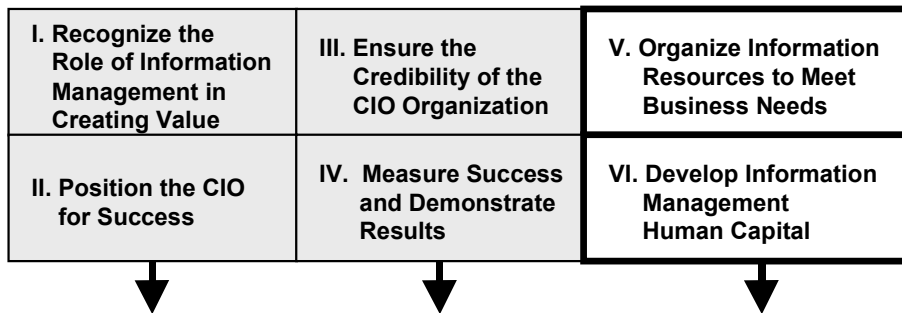 I. Recognize the
Role of Information
Management in
Creating Value
II. Position the CIO
for Success
III. Ensure the
Credibility of the
CIO Organization
IV. Measure Success
and Demonstrate
Results
V. Organize Information
Resources to Meet
Business Needs
VI. Develop Information
Management
Human Capital